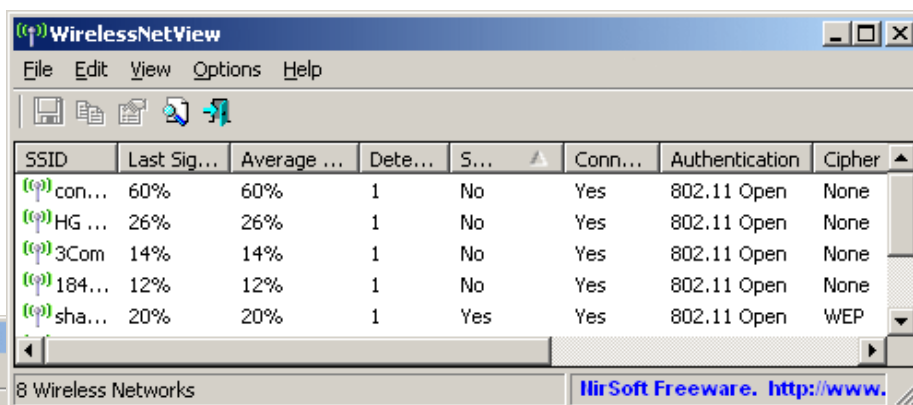 WirelessNetView
File Edit View Options Help
SSID Last Sig... Average ... Dete... S... Conn... Authentication Cipher
con... 60% 60% 1 No Yes 802.11 Open None
HG ... 26% 26% 1 No Yes 802.11 Open None
3Com 14% 14% 1 No Yes 802.11 Open None
184... 12% 12% 1 No Yes 802.11 Open None
sha... 20% 20% 1 Yes Yes 802.11 Open WEP
8 Wireless Networks NirSoft Freeware. http://www.